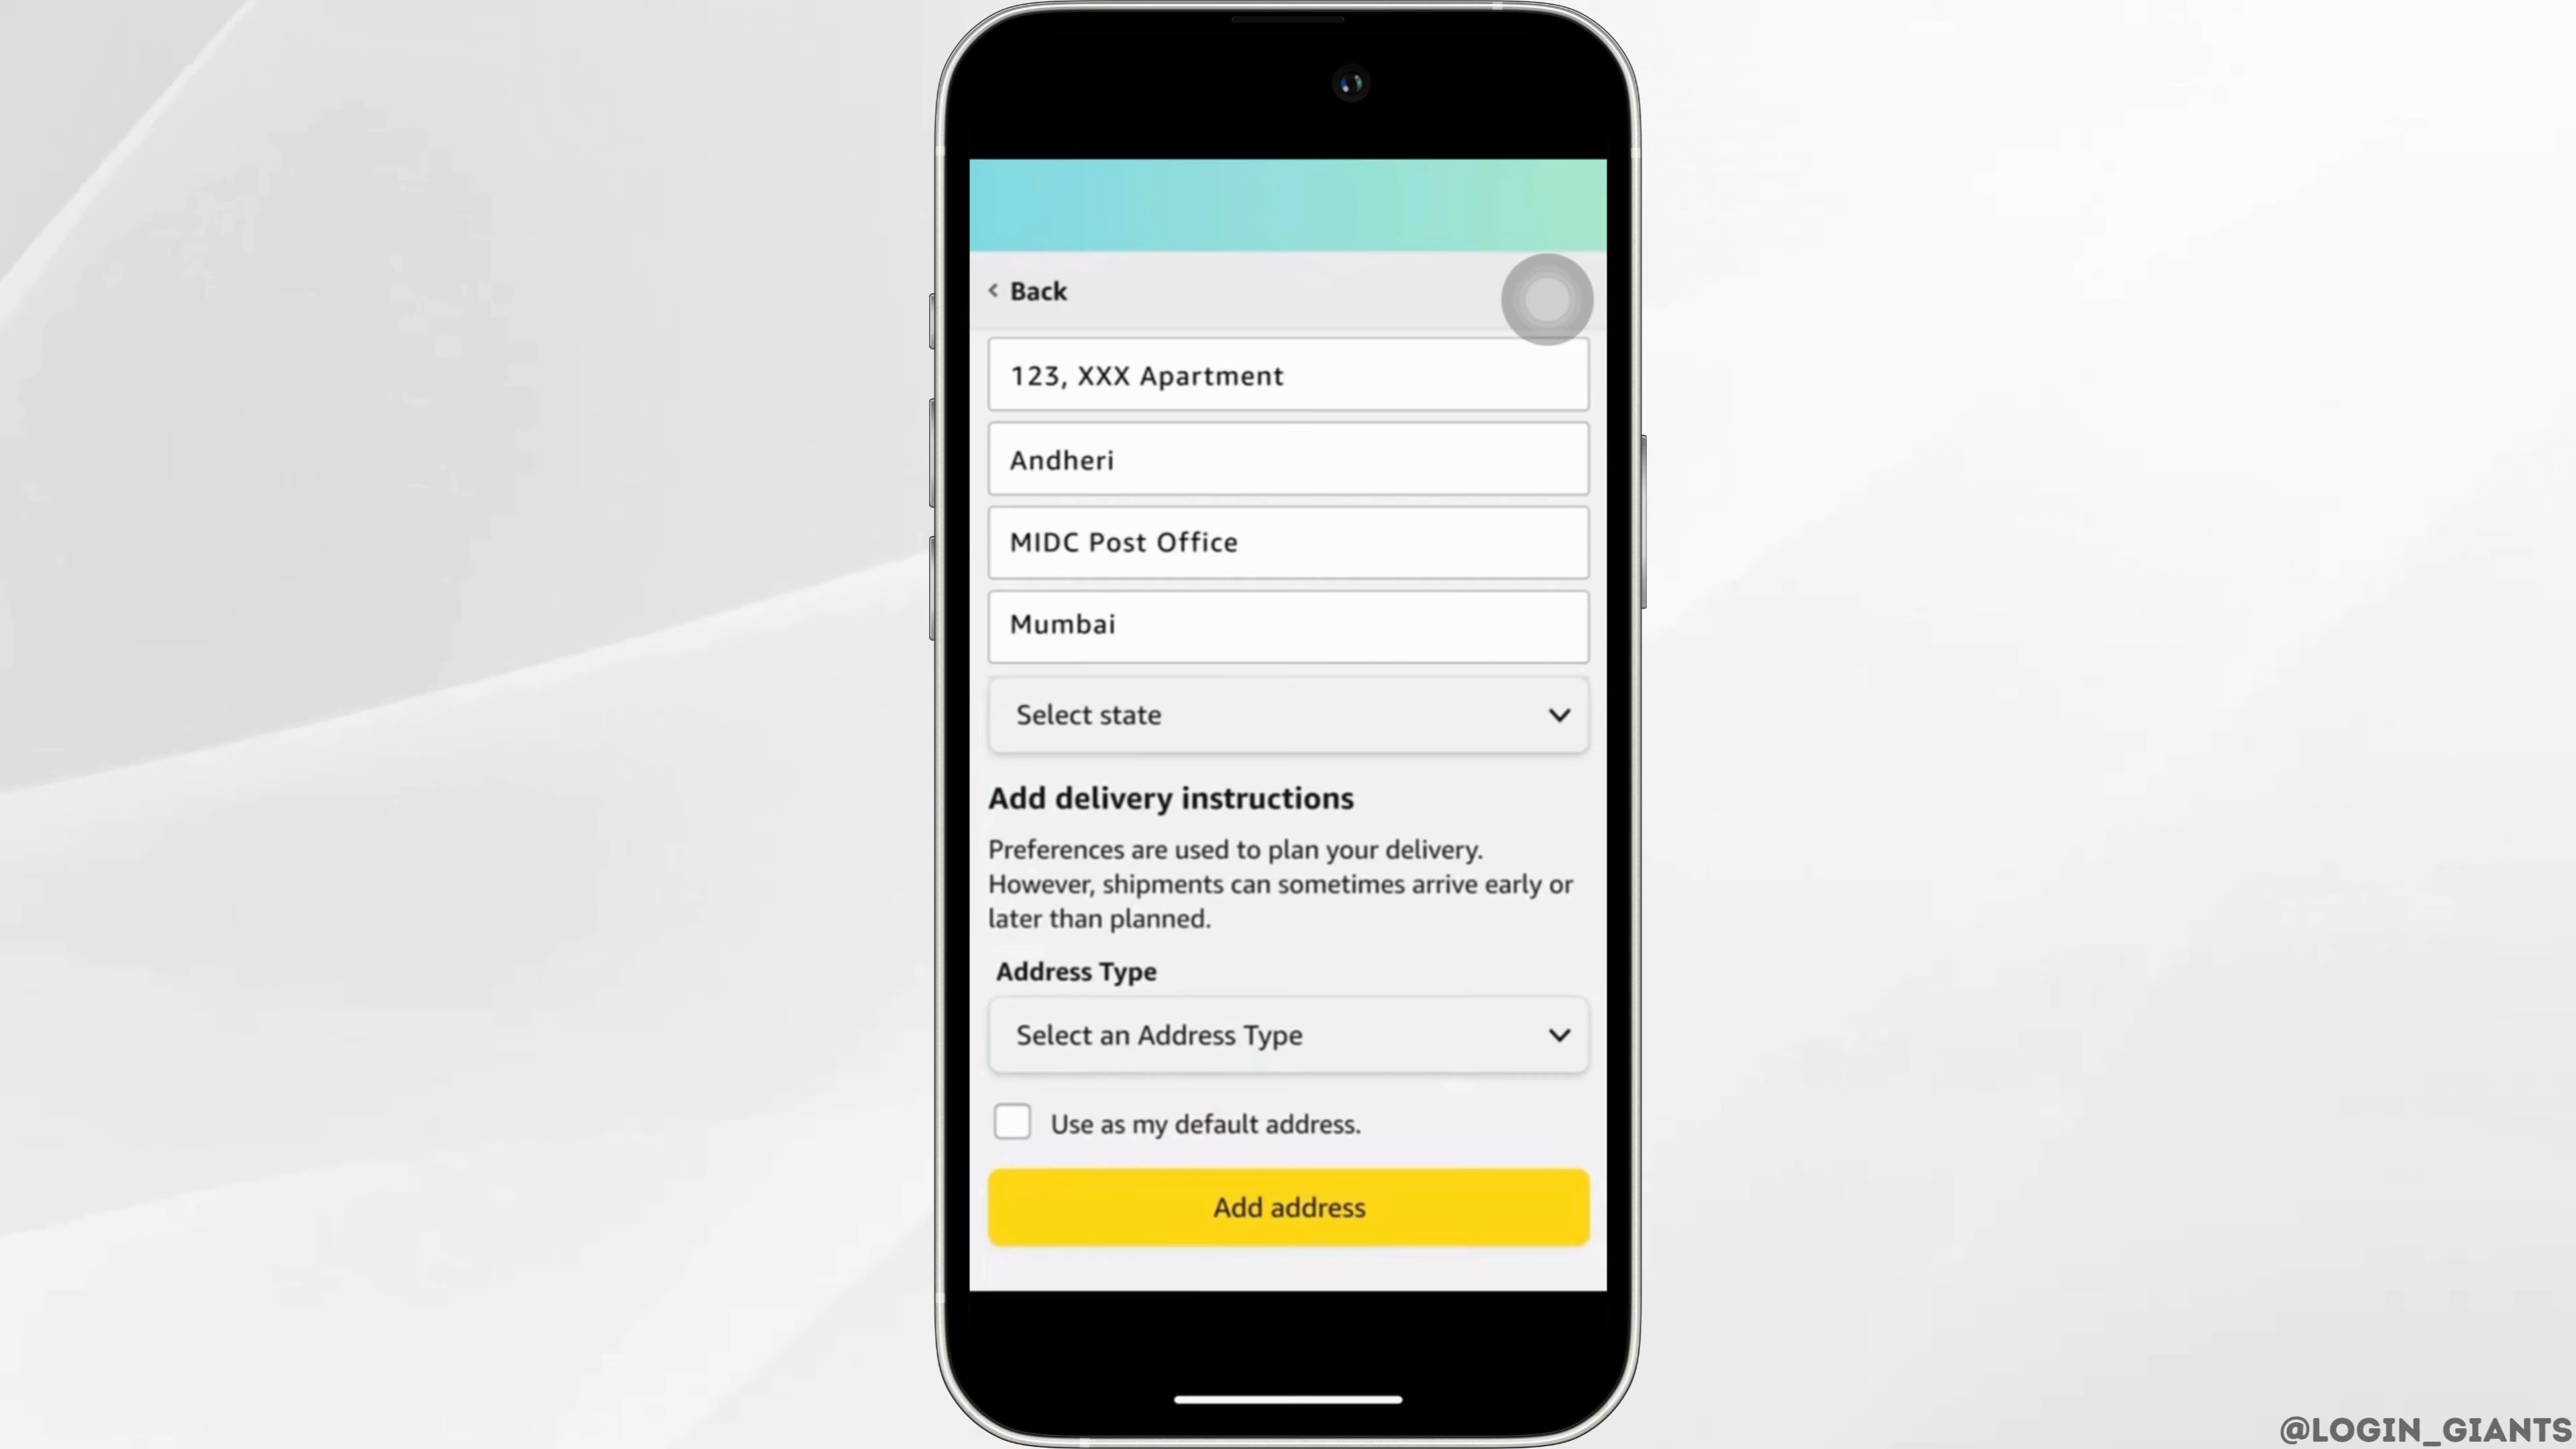 Back
123, XXX Apartment
Andheri
MIDC Post Office
Mumbai
Select state
Add delivery instructions
Preferences are used to plan your delivery.
However, shipments can sometimes arrive early or
later than planned.
Address Type
Select an Address Type
Use as my default address.
Add address
@LOGIN_GIANTS